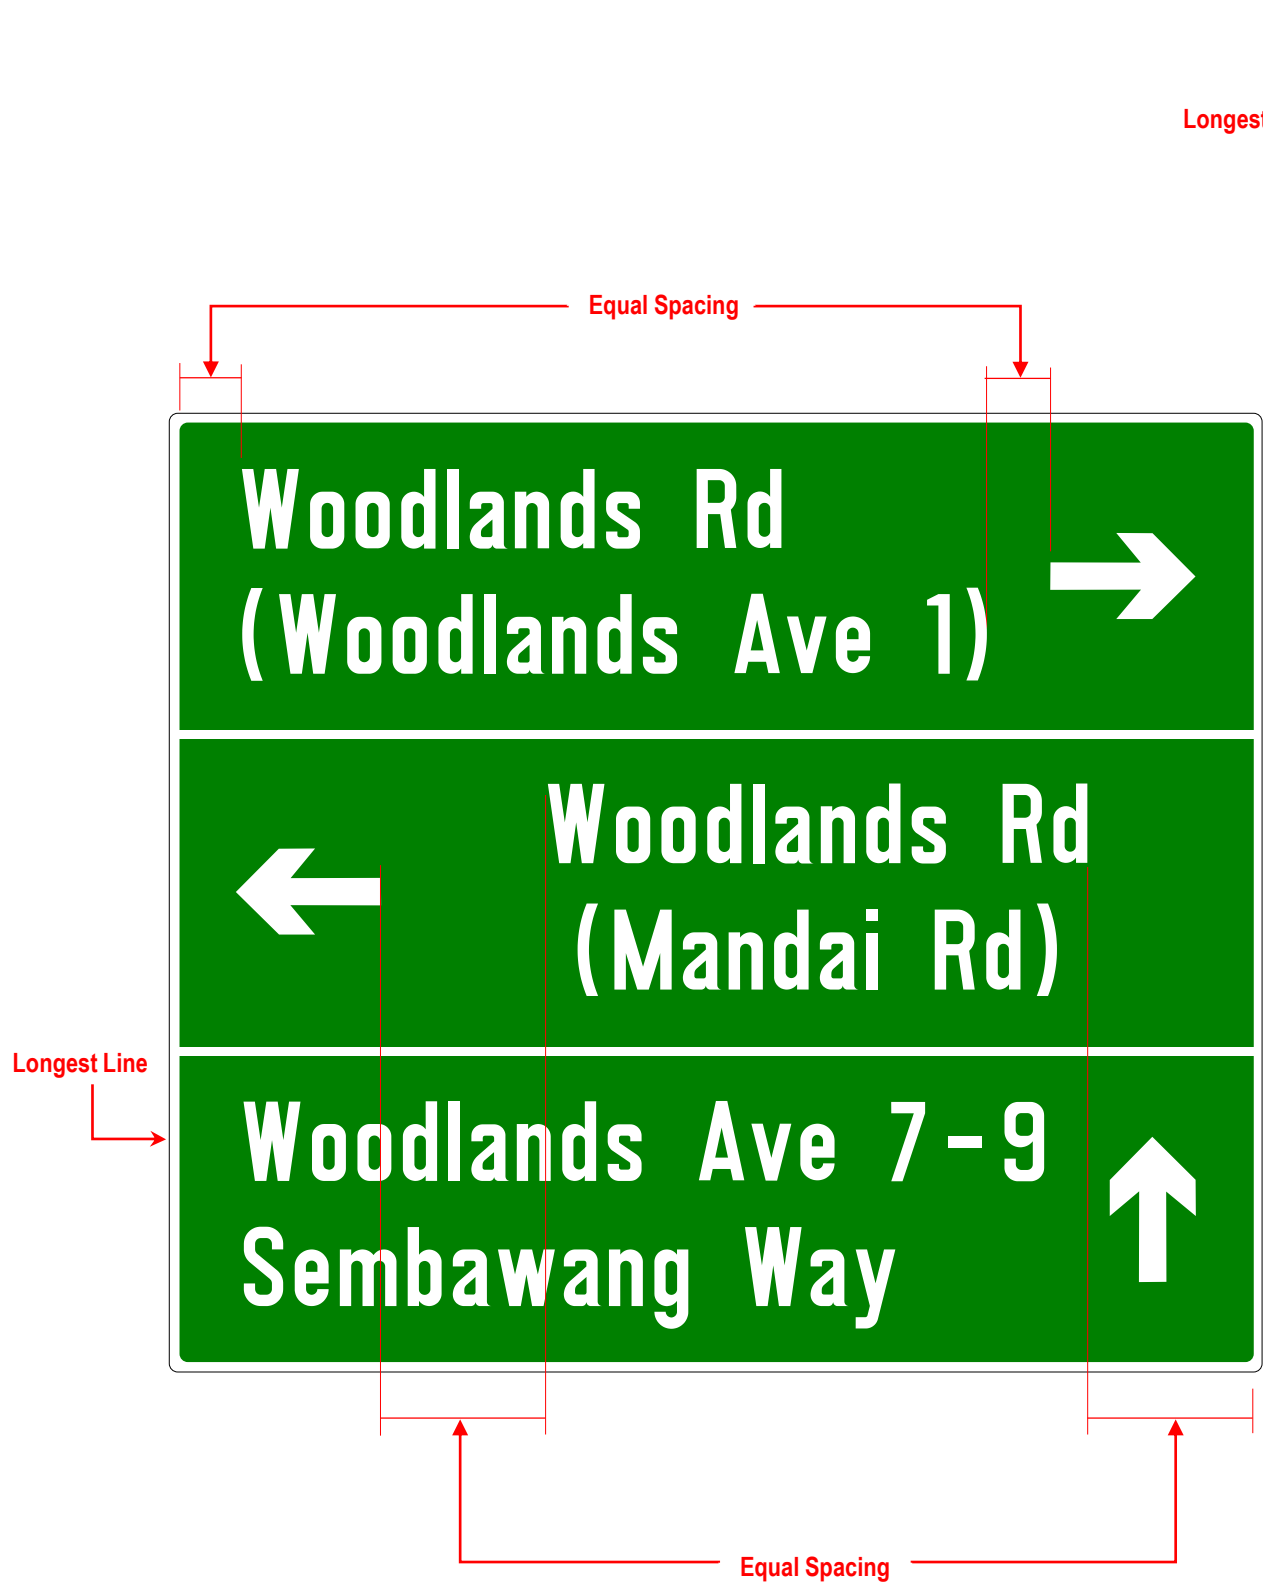 Longest
Equal Spacing
Woodlands Rd
(Woodlands Ave 1)
Woodlands Rd
(Mandai Rd)
Longest Line
Woodlands Ave 7-9
Sembawang Way
Equal Spacing